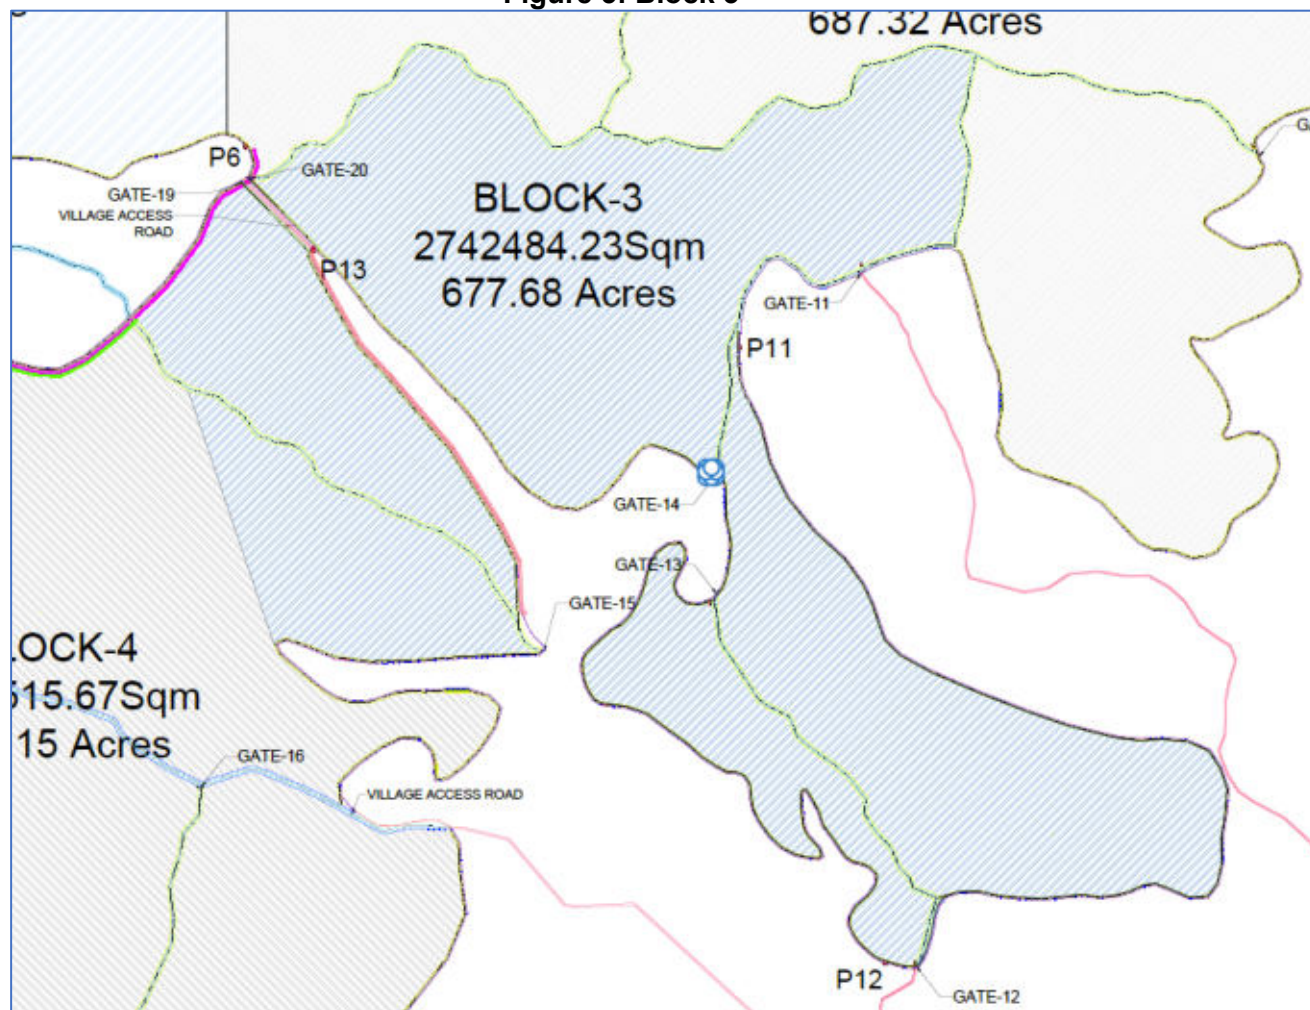 687.32 Acres
P6
GATE-20
GATE-19
VILLAGE ACCESS
ROAD
P13
BLOCK-3
2742484.23Sqm
677.68 Acres
GATE-11
P11
GATE-14
GATE-13
GATE-15
LOCK-4
515.67Sqm
15 Acres
GATE-16
VILLAGE ACCESS ROAD
P12
GATE-12